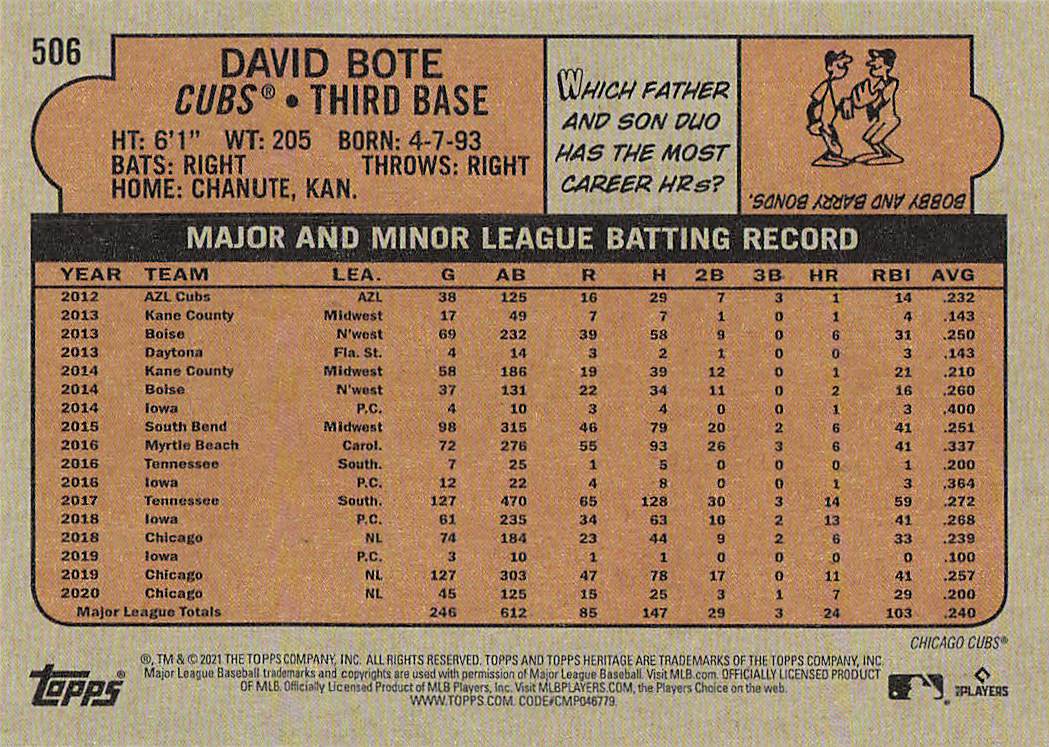 506
DAVID BOTE
CUBS® • THIRD BASE
HT: 6'1" WT: 205 BORN: 4-7-93
BATS: RIGHT THROWS: RIGHT
HOME: CHANUTE, KAN.
WHICH FATHER
AND SON DUO
HAS THE MOST
CAREER HRs?
BOBBY AND BARRY BONDS.
MAJOR AND MINOR LEAGUE BATTING RECORD
YEAR TEAM LEA. G AB R H 2B 3B HR RBI AVG
2012 AZL Cubs AZL 38 125 16 29 7 3 1 14 .232
2013 Kane County Midwest 17 49 7 7 1 0 1 4 .143
2013 Boise N'west 69 232 39 58 9 0 6 31 .250
2013 Daytona Fla. St. 4 14 3 2 1 0 0 3 .143
2014 Kane County Midwest 58 186 19 39 12 0 1 21 .210
2014 Boise N'west 37 131 22 34 11 0 2 16 .260
2014 Iowa P.C. 4 10 3 4 0 0 1 3 .400
2015 South Bend Midwest 98 315 46 79 20 2 6 41 .251
2016 Myrtle Beach Carol. 72 276 55 93 26 3 6 41 .337
2016 Tennessee South. 7 25 1 5 0 0 0 1 .200
2016 Iowa P.C. 12 22 4 8 0 0 1 3 .364
2017 Tennessee South. 127 470 65 128 30 3 14 59 .272
2018 Iowa P.C. 61 235 34 63 10 2 13 41 .268
2018 Chicago NL 74 184 23 44 9 2 6 33 .239
2019 Iowa P.C. 3 10 1 1 0 0 0 0 .100
2019 Chicago NL 127 303 47 78 17 0 11 41 .257
2020 Chicago NL 45 125 15 25 3 1 7 29 .200
Major League Totals 246 612 85 147 29 3 24 103 .240
CHICAGO CUBS®
®, TM & © 2021 THE TOPPS COMPANY, INC. ALL RIGHTS RESERVED. TOPPS AND TOPPS HERITAGE ARE TRADEMARKS OF THE TOPPS COMPANY, INC.
Major League Baseball trademarks and copyrights are used with permission of Major League Baseball. Visit MLB.com. OFFICIALLY LICENSED PRODUCT
OF MLB. Officially Licensed Product of MLB Players, Inc. Visit MLBPLAYERS.COM, the Players Choice on the web.
WWW.TOPPS.COM. CODE#CMP046779.
TOPPS®
PLAYERS